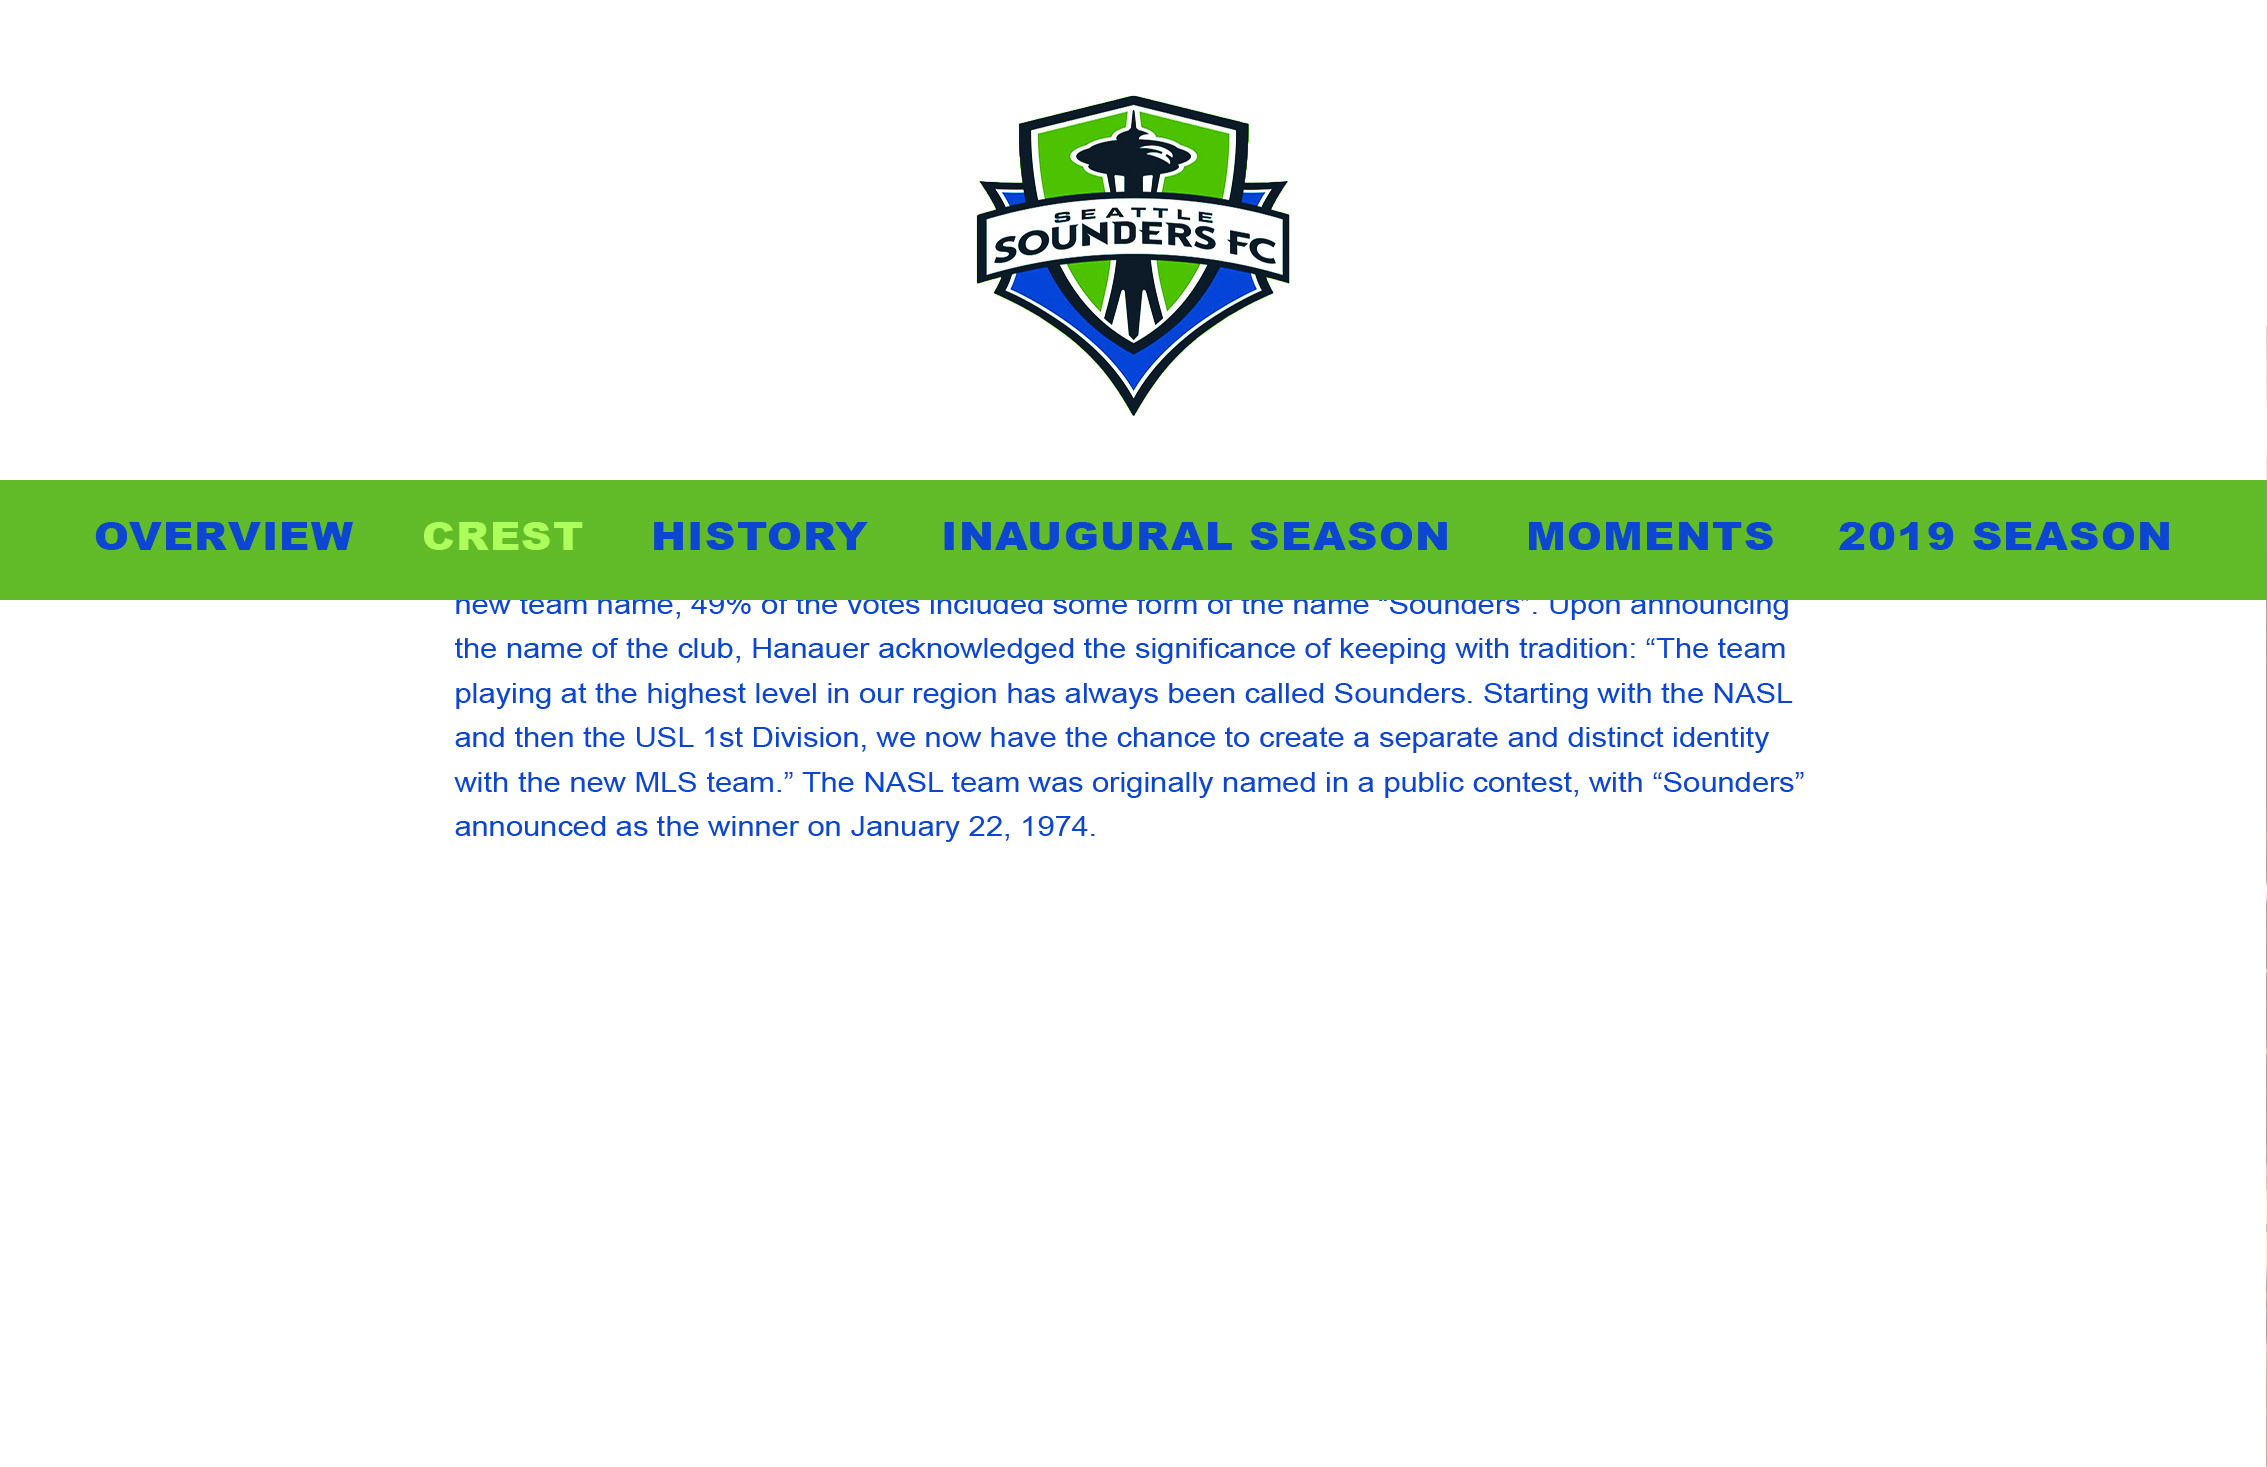 SEATTLE
SOUNDERS FC
OVERVIEW CREST HISTORY INAUGURAL SEASON MOMENTS 2019 SEASON
new team name, 49% of the votes included some form of the name “Sounders”. Upon announcing
the name of the club, Hanauer acknowledged the significance of keeping with tradition: “The team
playing at the highest level in our region has always been called Sounders. Starting with the NASL
and then the USL 1st Division, we now have the chance to create a separate and distinct identity
with the new MLS team.” The NASL team was originally named in a public contest, with “Sounders”
announced as the winner on January 22, 1974.